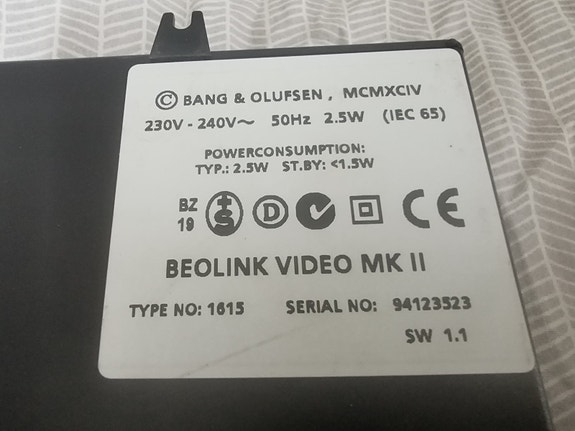 © BANG & OLUFSEN, MCMXCIV
230V - 240V~ 50Hz 2.5W (IEC 65)
POWERCONSUMPTION:
TYP.: 2.5W ST.BY: <1.5W
BZ
19
D
CE
BEOLINK VIDEO MK II
TYPE NO: 1615 SERIAL NO: 94123523
SW 1.1